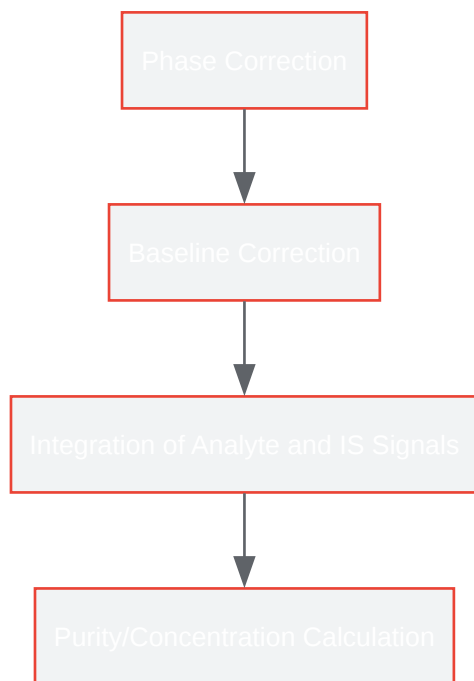 Phase Correction
Baseline Correction
Integration of Analyte and IS Signals
Purity/Concentration Calculation